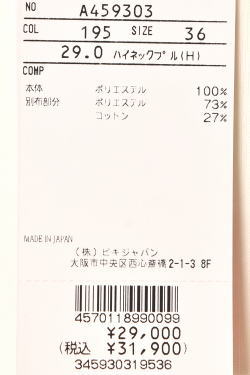 NO A459303
COL 195 SIZE 36
29.0 ハイネックプル(H)
COMP
本体 ポリエステル 100%
別布部分 ポリエステル 73%
コットン 27%
MADE IN JAPAN
(株)ビキジャパン
大阪市中央区西心斎橋2-1-3 8F
4570118990099
¥29,000
(税込 ¥31,900)
345930319536